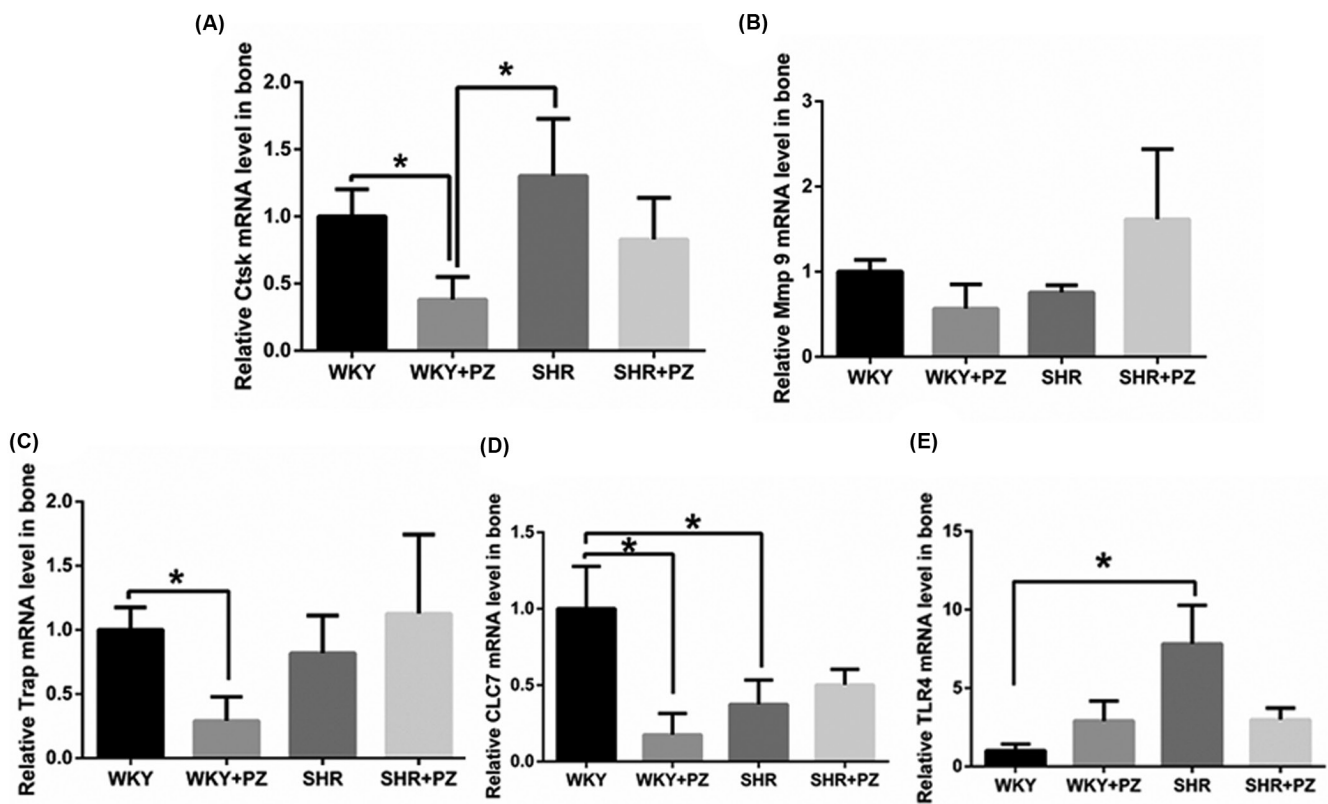 (A)
Relative Ctsk mRNA level in bone
2.0
1.5
1.0
0.5
0.0
*
*
WKY WKY+PZ SHR SHR+PZ
(B)
Relative Mmp 9 mRNA level in bone
3
2
1
0
WKY WKY+PZ SHR SHR+PZ
(C)
Relative Trap mRNA level in bone
2.0
1.5
1.0
0.5
0.0
*
WKY WKY+PZ SHR SHR+PZ
(D)
Relative CLC7 mRNA level in bone
1.5
1.0
0.5
0.0
*
*
WKY WKY+PZ SHR SHR+PZ
(E)
Relative TLR4 mRNA level in bone
15
10
5
0
*
WKY WKY+PZ SHR SHR+PZ